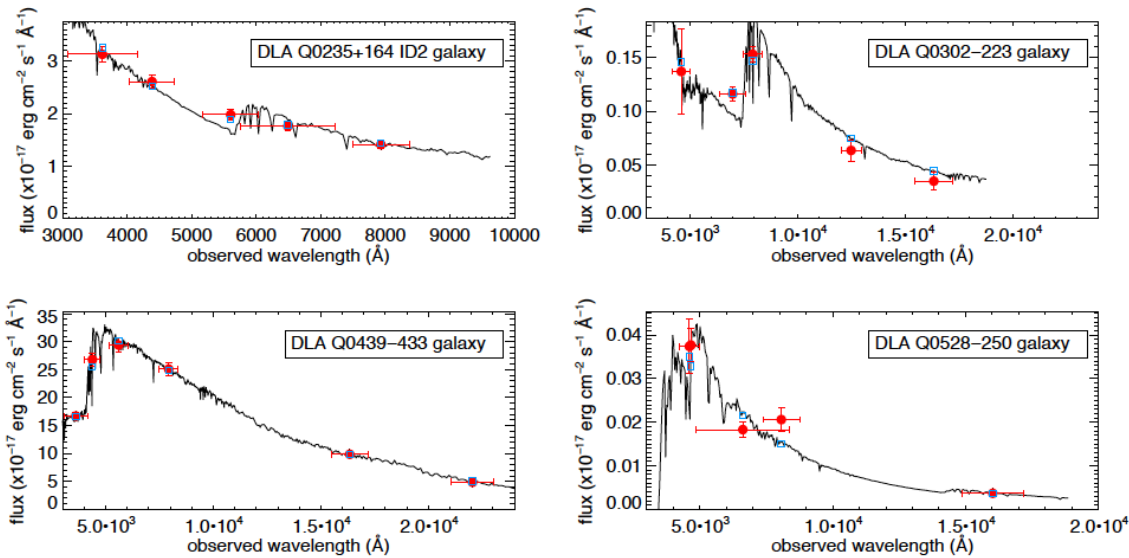 flux (x10⁻¹⁷ erg cm⁻² s⁻¹ Å⁻¹)
3
2
1
0
DLA Q0235+164 ID2 galaxy
3000 4000 5000 6000 7000 8000 9000 10000
observed wavelength (Å)
flux (x10⁻¹⁷ erg cm⁻² s⁻¹ Å⁻¹)
0.15
0.10
0.05
0.00
DLA Q0302−223 galaxy
5.0•10³ 1.0•10⁴ 1.5•10⁴ 2.0•10⁴
observed wavelength (Å)
flux (x10⁻¹⁷ erg cm⁻² s⁻¹ Å⁻¹)
35
30
25
20
15
10
5
0
DLA Q0439−433 galaxy
5.0•10³ 1.0•10⁴ 1.5•10⁴ 2.0•10⁴
observed wavelength (Å)
flux (x10⁻¹⁷ erg cm⁻² s⁻¹ Å⁻¹)
0.04
0.03
0.02
0.01
0.00
DLA Q0528−250 galaxy
5.0•10³ 1.0•10⁴ 1.5•10⁴ 2.0•10⁴
observed wavelength (Å)